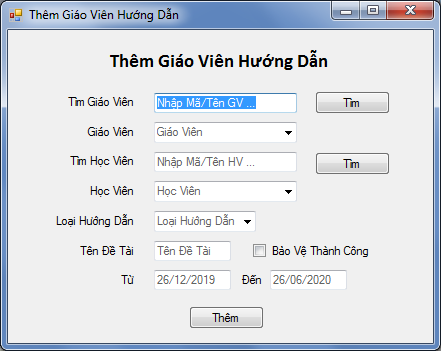 Thêm Giáo Viên Hướng Dẫn
Thêm Giáo Viên Hướng Dẫn
Tìm Giáo Viên Nhập Mã/Tên GV ... Tìm
Giáo Viên Giáo Viên
Tìm Học Viên Nhập Mã/Tên HV ... Tìm
Học Viên Học Viên
Loại Hướng Dẫn Loại Hướng Dẫn
Tên Đề Tài Tên Đề Tài Bảo Vệ Thành Công
Từ 26/12/2019 Đến 26/06/2020
Thêm